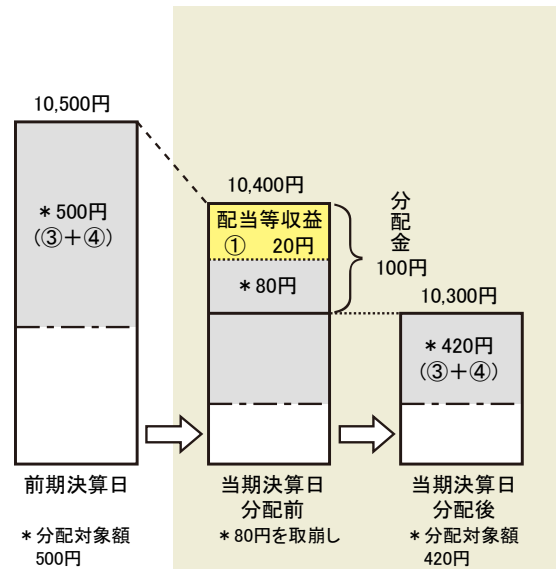 10,500円
＊500円
(③＋④)
前期決算日
＊分配対象額
500円
10,400円
配当等収益
① 20円
＊80円
分配金
100円
当期決算日
分配前
＊80円を取崩し
10,300円
＊420円
(③＋④)
当期決算日
分配後
＊分配対象額
420円